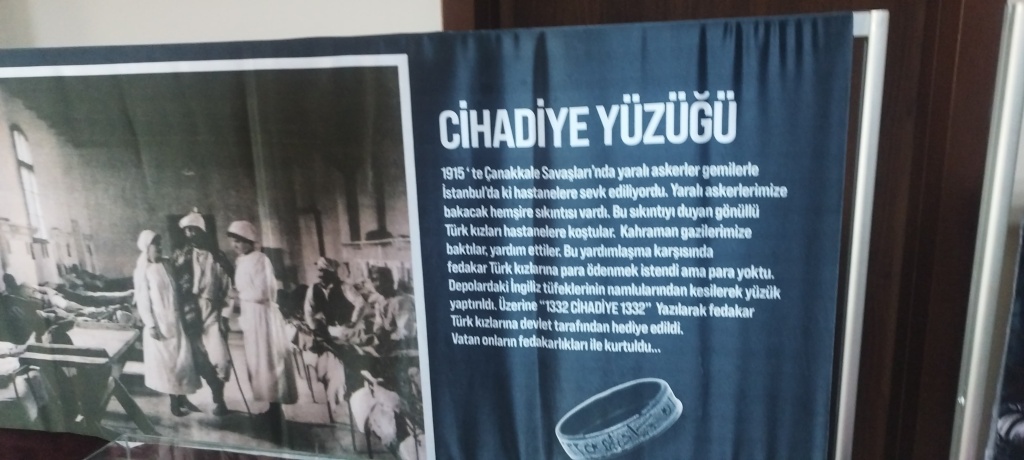 CİHADİYE YÜZÜĞÜ
1915 ' te Çanakkale Savaşları'nda yaralı askerler gemilerle
İstanbul'da ki hastanelere sevk ediliyordu. Yaralı askerlerimize
bakacak hemşire sıkıntısı vardı. Bu sıkıntıyı duyan gönüllü
Türk kızları hastanelere koştular. Kahraman gazilerimize
baktılar, yardım ettiler. Bu yardımlaşma karşısında
fedakar Türk kızlarına para ödenmek istendi ama para yoktu.
Depolardaki İngiliz tüfeklerinin namlularından kesilerek yüzük
yaptırıldı. Üzerine "1332 CİHADİYE 1332" Yazılarak fedakar
Türk kızlarına devlet tarafından hediye edildi.
Vatan onların fedakarlıkları ile kurtuldu...